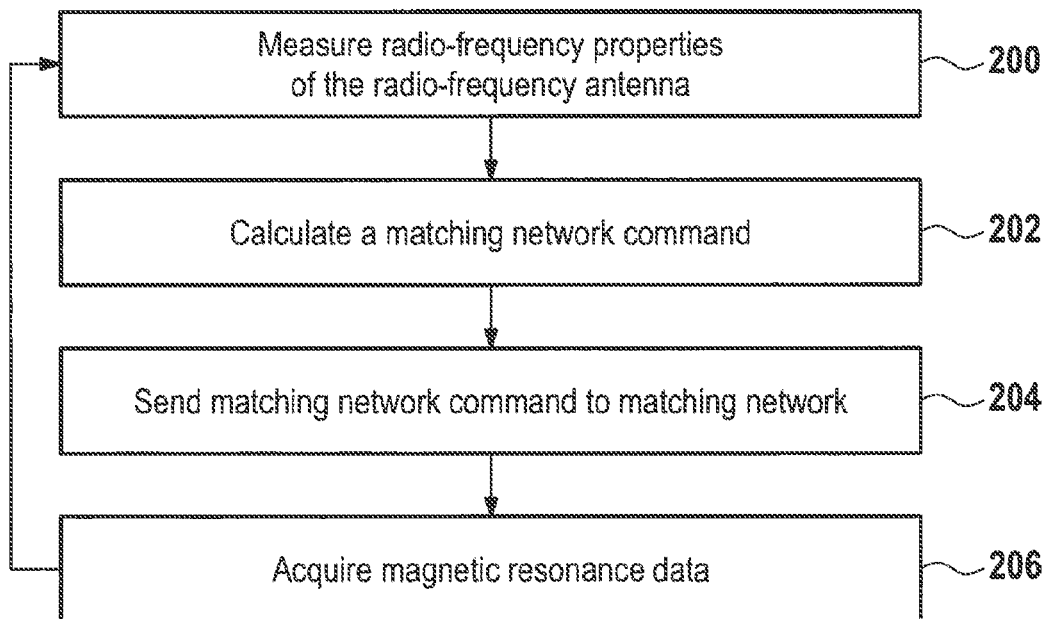 Measure radio-frequency properties
of the radio-frequency antenna
200
Calculate a matching network command
202
Send matching network command to matching network
204
Acquire magnetic resonance data
206